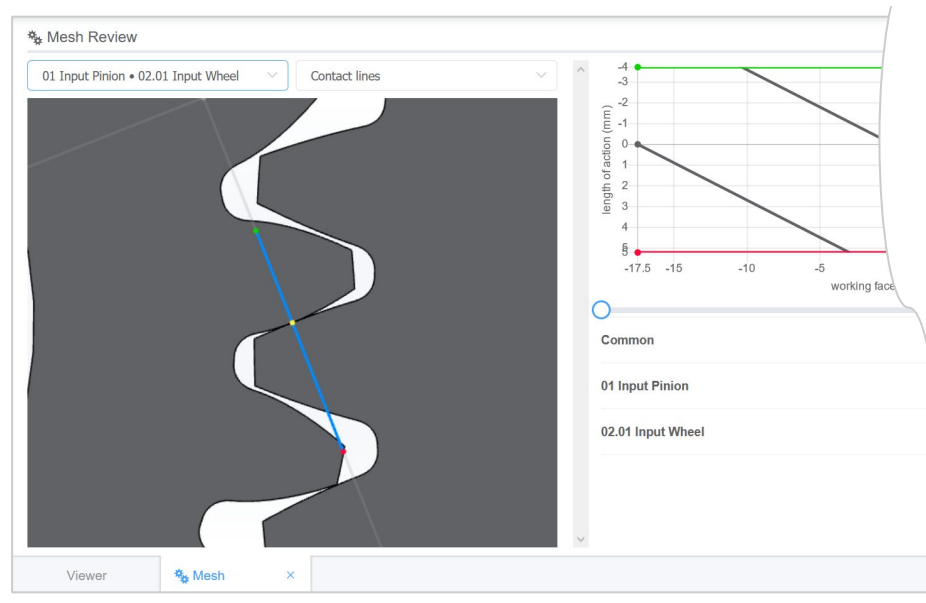 Mesh Review
01 Input Pinion • 02.01 Input Wheel
Contact lines
length of action (mm)
-4
-3
-2
-1
0
1
2
3
4
5
-17.5 -15 -10 -5
working face
Common
01 Input Pinion
02.01 Input Wheel
Viewer
Mesh ×